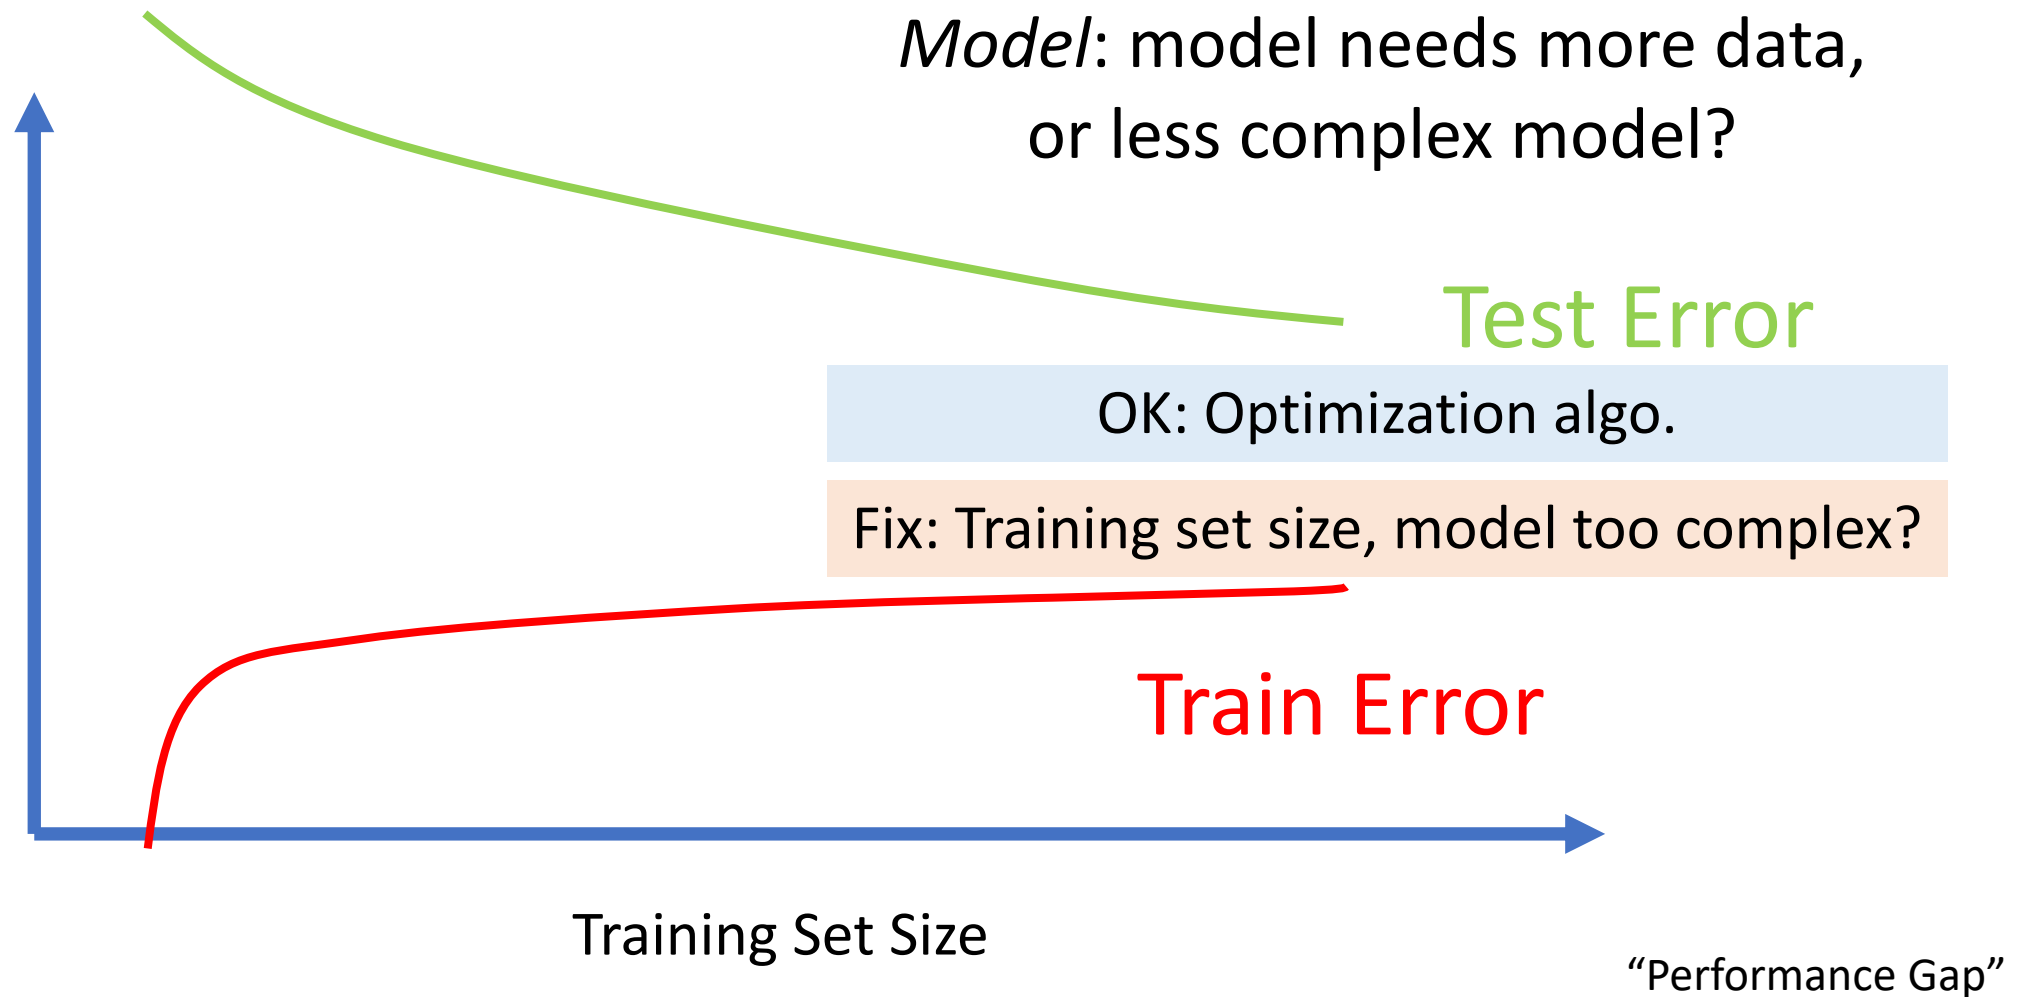 Model: model needs more data,
or less complex model?
Test Error
OK: Optimization algo.
Fix: Training set size, model too complex?
Train Error
Training Set Size
“Performance Gap”